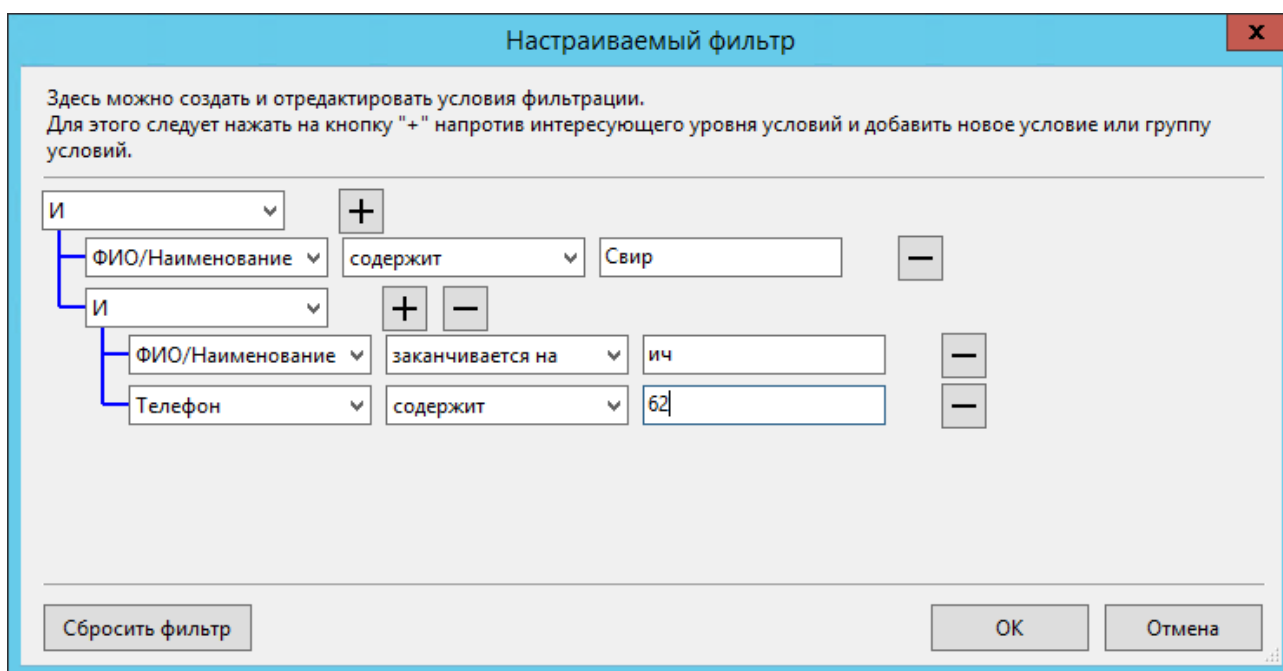 Настраиваемый фильтр
x
Здесь можно создать и отредактировать условия фильтрации.
Для этого следует нажать на кнопку "+" напротив интересующего уровня условий и добавить новое условие или группу
условий.
И +
ФИО/Наименование содержит Свир —
И + —
ФИО/Наименование заканчивается на ич —
Телефон содержит 62 —
Сбросить фильтр ОК Отмена